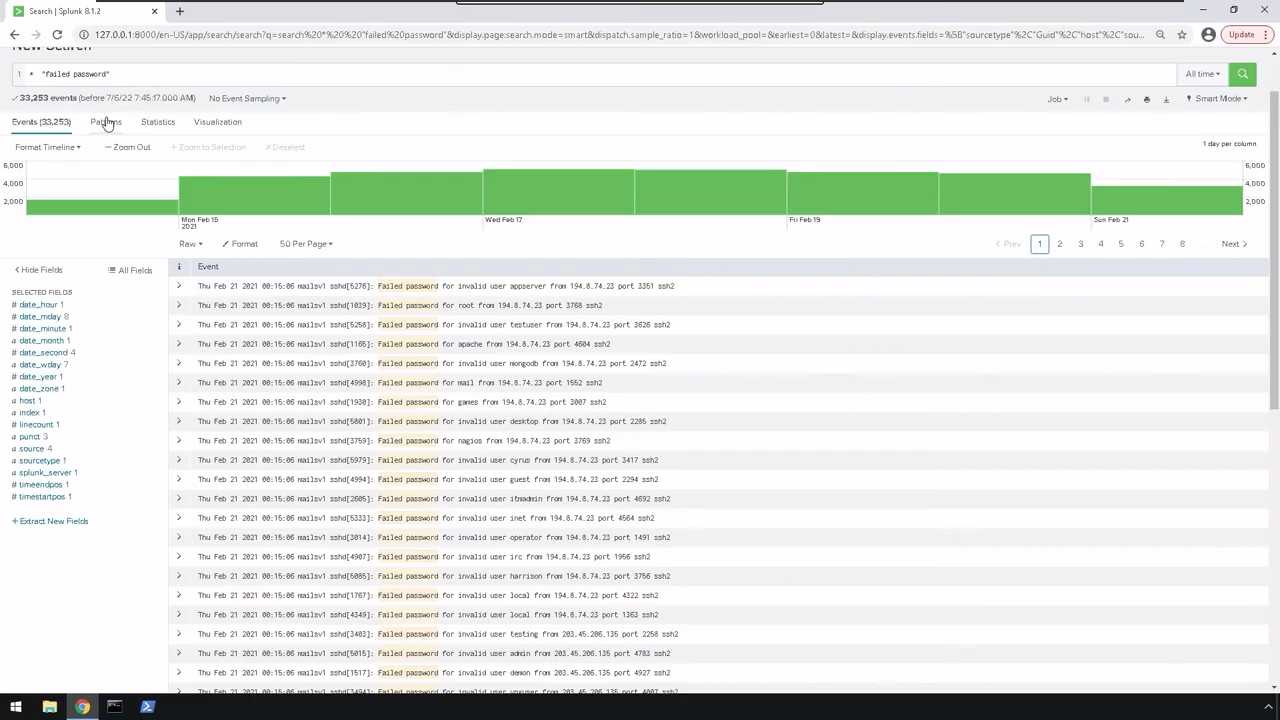 Search | Splunk 8.1.2
127.0.0.1:8000/en-US/app/search/search?q=search%20*%20%20"failed%20password"&display.page.search.mode=smart&dispatch.sample_ratio=1&workload_pool=&earliest=0&latest=&display.events.fields=%5B"sourcetype"%2C"Guid"%2C"host"%2C"sou...
Update
New Search
1 * "failed password"
All time
33,253 events (before 7/6/22 7:45:17.000 AM)
No Event Sampling
Job
Smart Mode
Events (33,253)
Patterns
Statistics
Visualization
Format Timeline
— Zoom Out
+ Zoom to Selection
× Deselect
1 day per column
6,000
4,000
2,000
6,000
4,000
2,000
Mon Feb 15
2021
Wed Feb 17
Fri Feb 19
Sun Feb 21
Raw
Format
50 Per Page
< Prev
1 2 3 4 5 6 7 8 ...
Next >
< Hide Fields
All Fields
i Event
SELECTED FIELDS
# date_hour 1
# date_mday 8
# date_minute 1
a date_month 1
# date_second 4
a date_wday 7
# date_year 1
a date_zone 1
a host 1
a index 1
# linecount 1
a punct 3
a source 4
a sourcetype 1
a splunk_server 1
# timeendpos 1
# timestartpos 1
+ Extract New Fields
Thu Feb 21 2021 00:15:06 mailsv1 sshd[5276]: Failed password for invalid user appserver from 194.8.74.23 port 3351 ssh2
Thu Feb 21 2021 00:15:06 mailsv1 sshd[1039]: Failed password for root from 194.8.74.23 port 3768 ssh2
Thu Feb 21 2021 00:15:06 mailsv1 sshd[5258]: Failed password for invalid user testuser from 194.8.74.23 port 3626 ssh2
Thu Feb 21 2021 00:15:06 mailsv1 sshd[1165]: Failed password for apache from 194.8.74.23 port 4604 ssh2
Thu Feb 21 2021 00:15:06 mailsv1 sshd[3760]: Failed password for invalid user mongodb from 194.8.74.23 port 2472 ssh2
Thu Feb 21 2021 00:15:06 mailsv1 sshd[4998]: Failed password for mail from 194.8.74.23 port 1552 ssh2
Thu Feb 21 2021 00:15:06 mailsv1 sshd[1930]: Failed password for games from 194.8.74.23 port 3007 ssh2
Thu Feb 21 2021 00:15:06 mailsv1 sshd[5801]: Failed password for invalid user desktop from 194.8.74.23 port 2285 ssh2
Thu Feb 21 2021 00:15:06 mailsv1 sshd[3759]: Failed password for nagios from 194.8.74.23 port 3769 ssh2
Thu Feb 21 2021 00:15:06 mailsv1 sshd[5979]: Failed password for invalid user cyrus from 194.8.74.23 port 3417 ssh2
Thu Feb 21 2021 00:15:06 mailsv1 sshd[4994]: Failed password for invalid user guest from 194.8.74.23 port 2294 ssh2
Thu Feb 21 2021 00:15:06 mailsv1 sshd[2605]: Failed password for invalid user itmadmin from 194.8.74.23 port 4692 ssh2
Thu Feb 21 2021 00:15:06 mailsv1 sshd[5333]: Failed password for invalid user inet from 194.8.74.23 port 4564 ssh2
Thu Feb 21 2021 00:15:06 mailsv1 sshd[3014]: Failed password for invalid user operator from 194.8.74.23 port 1491 ssh2
Thu Feb 21 2021 00:15:06 mailsv1 sshd[4907]: Failed password for invalid user irc from 194.8.74.23 port 1956 ssh2
Thu Feb 21 2021 00:15:06 mailsv1 sshd[5085]: Failed password for invalid user harrison from 194.8.74.23 port 3756 ssh2
Thu Feb 21 2021 00:15:06 mailsv1 sshd[1767]: Failed password for invalid user local from 194.8.74.23 port 4322 ssh2
Thu Feb 21 2021 00:15:06 mailsv1 sshd[4349]: Failed password for invalid user local from 194.8.74.23 port 1363 ssh2
Thu Feb 21 2021 00:15:06 mailsv1 sshd[3403]: Failed password for invalid user testing from 203.45.206.135 port 2258 ssh2
Thu Feb 21 2021 00:15:06 mailsv1 sshd[5015]: Failed password for invalid user admin from 203.45.206.135 port 4783 ssh2
Thu Feb 21 2021 00:15:06 mailsv1 sshd[1517]: Failed password for invalid user demon from 203.45.206.135 port 4927 ssh2
Thu Feb 21 2021 00:15:06 mailsv1 sshd[3494]: Failed password for invalid user from 203.45.206.135 port 4007 ssh2